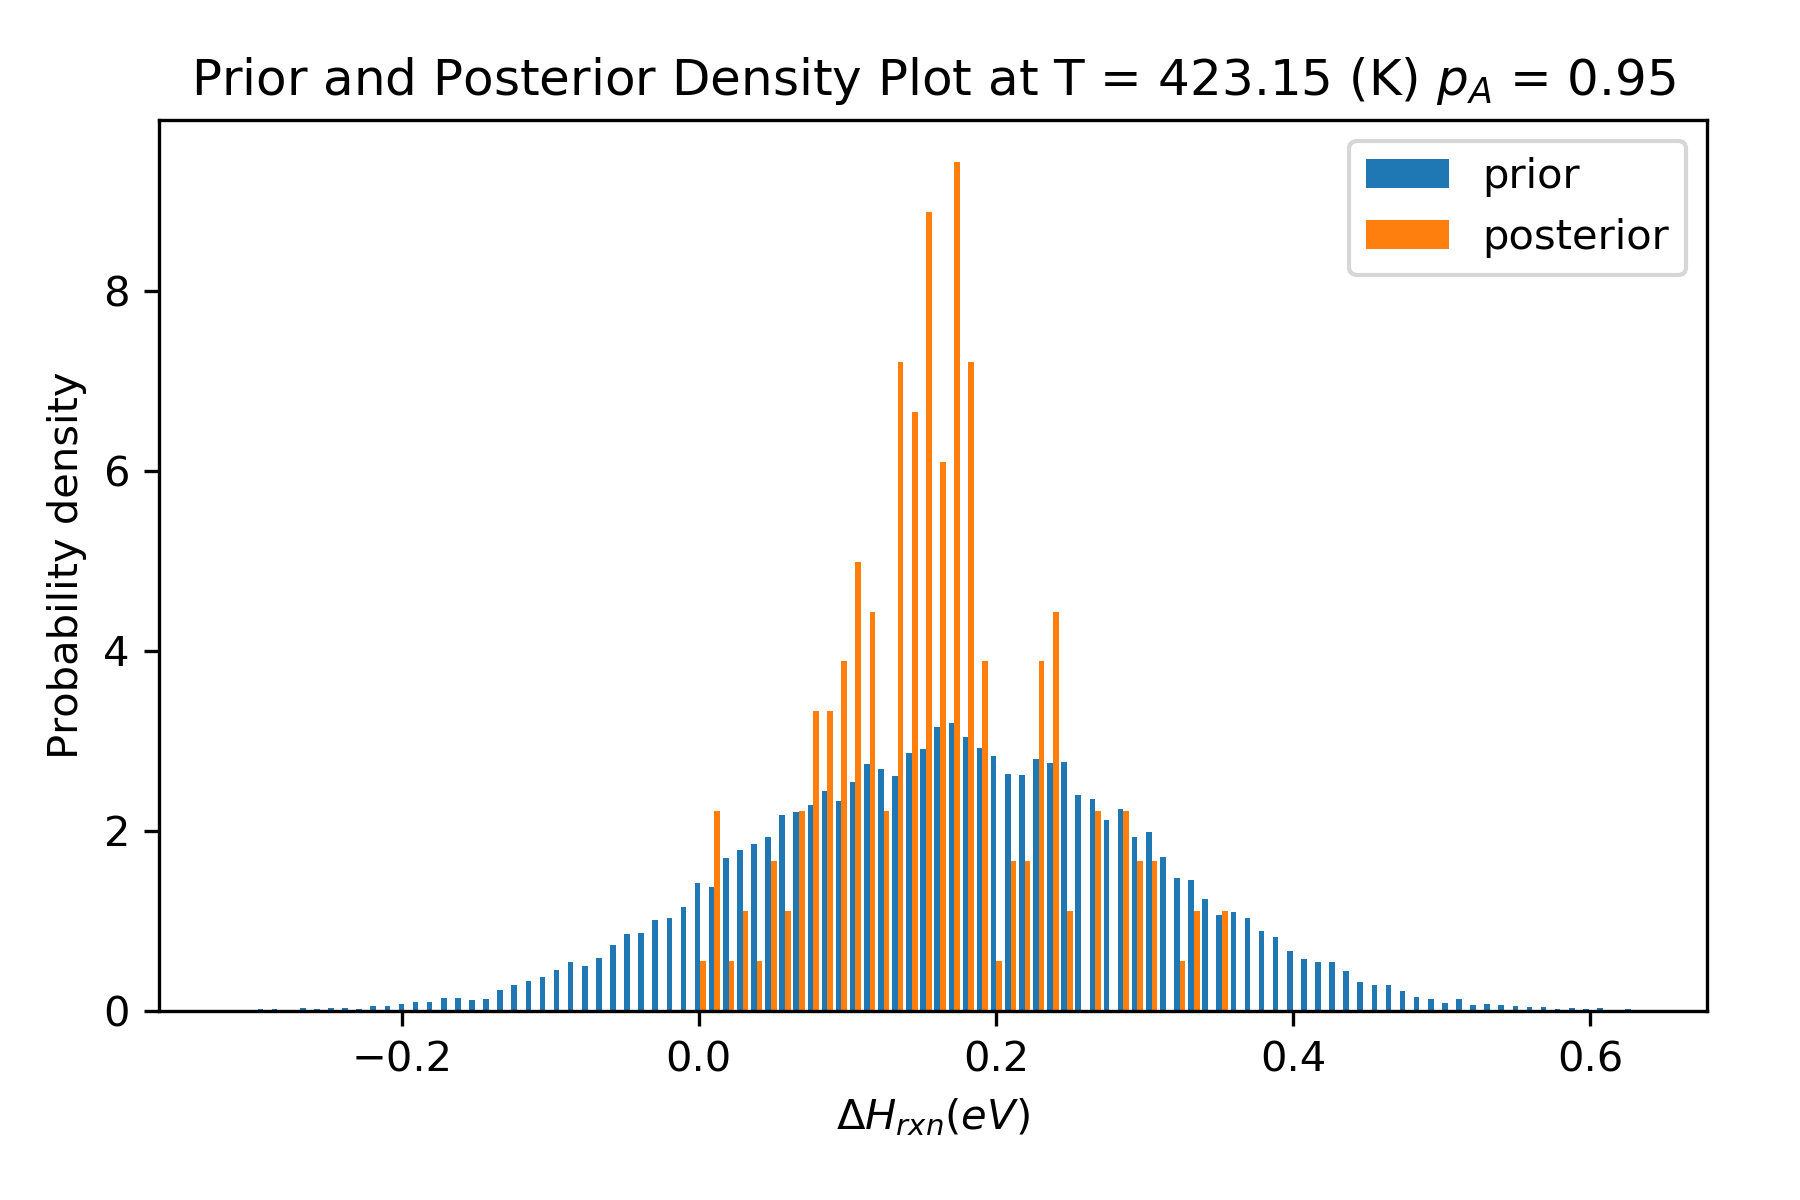 Prior and Posterior Density Plot at T = 423.15 (K) p_A = 0.95
prior
posterior
Probability density
8
6
4
2
0
−0.2 0.0 0.2 0.4 0.6
ΔH_rxn(eV)